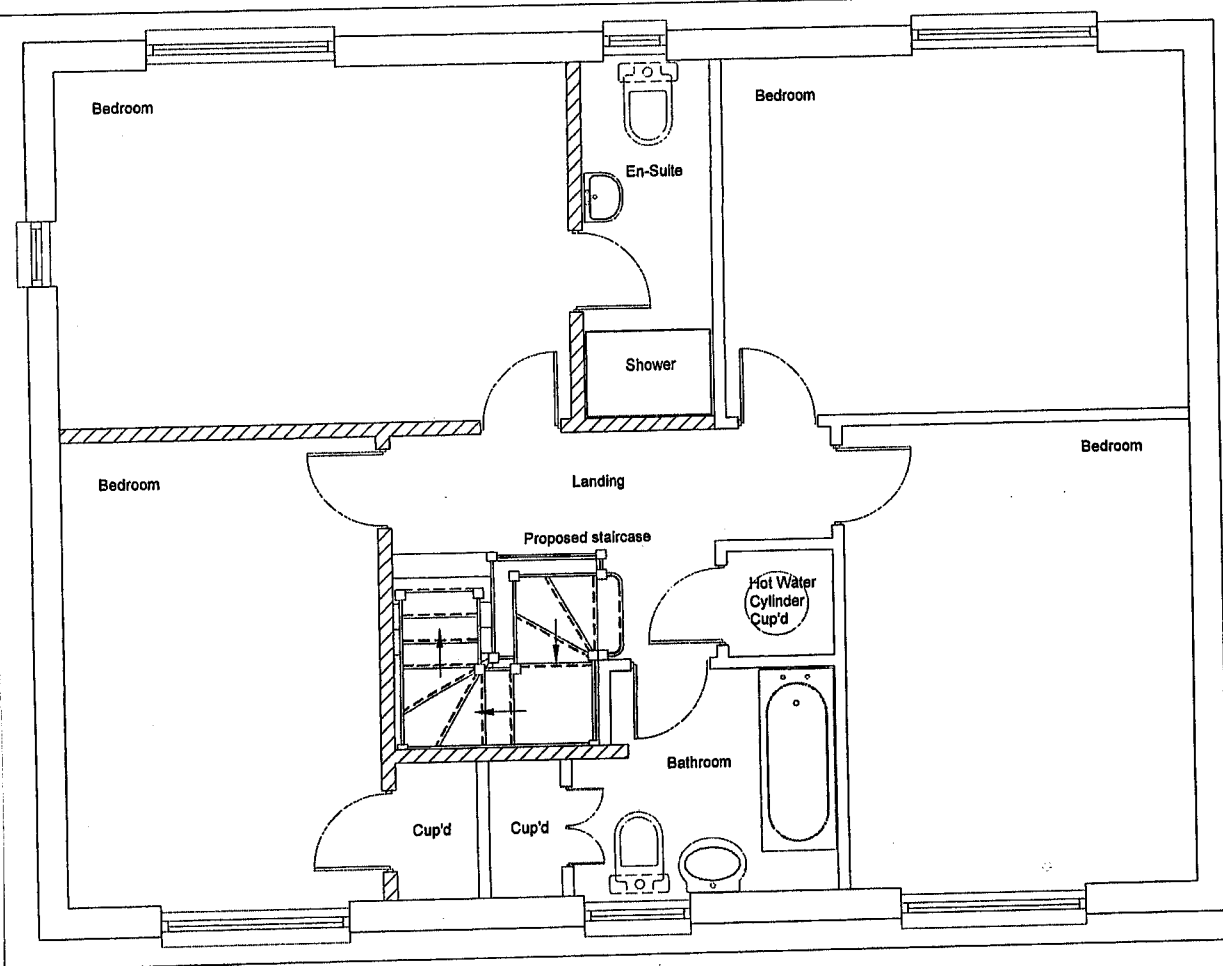 Bedroom
Bedroom
En-Suite
Shower
Bedroom
Bedroom
Landing
Proposed staircase
Hot Water
Cylinder
Cup'd
Bathroom
Cup'd
Cup'd